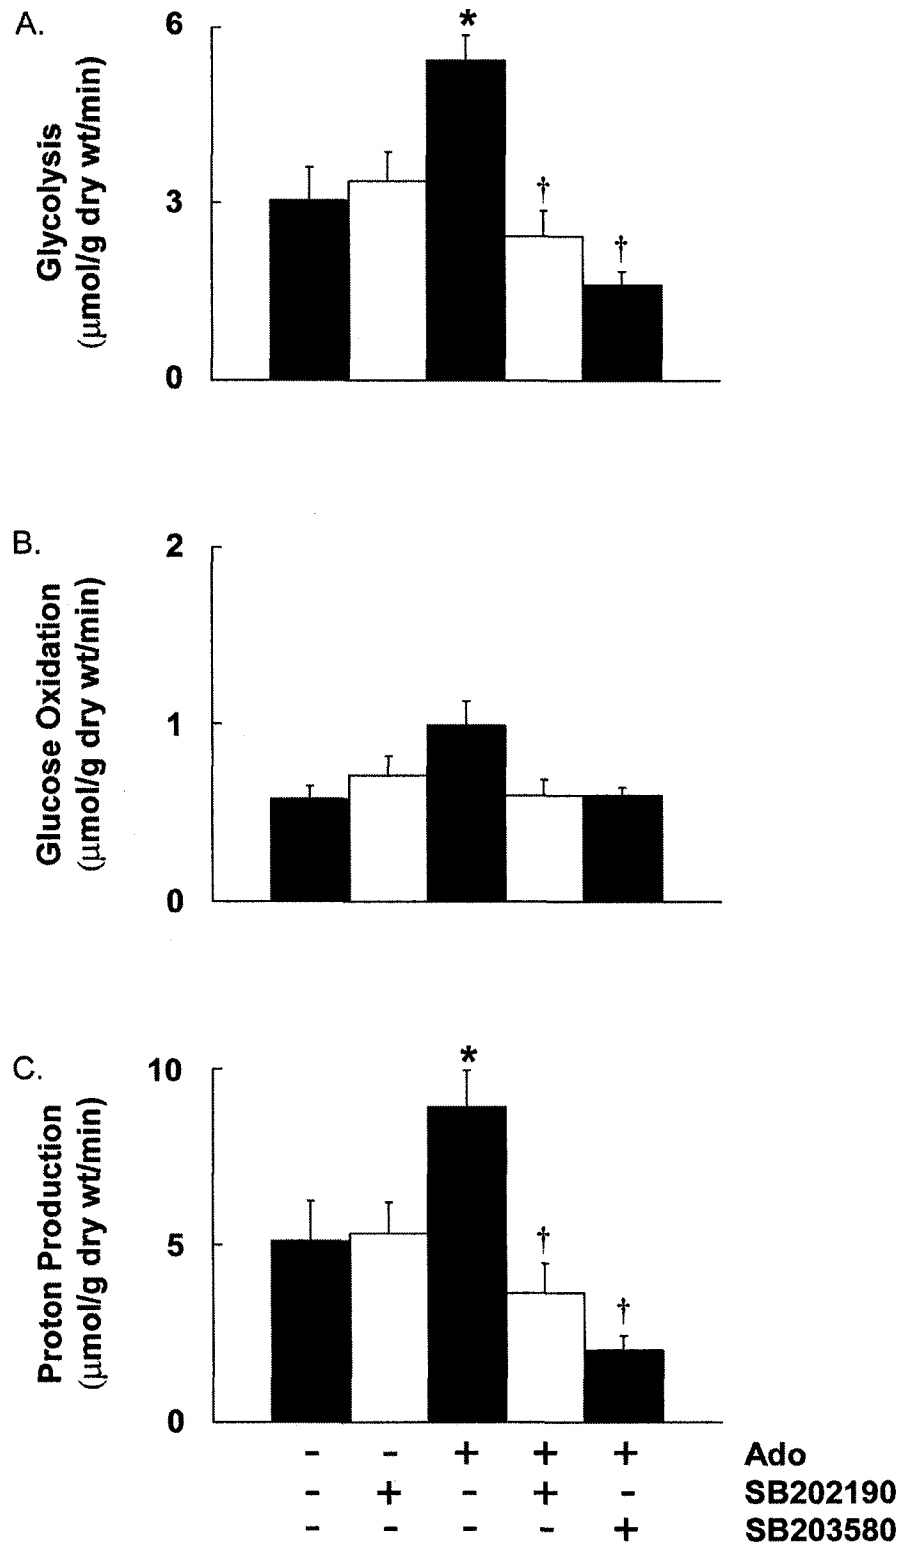 A.
Glycolysis
(μmol/g dry wt/min)
6
3
0
*
†
†
B.
Glucose Oxidation
(μmol/g dry wt/min)
2
1
0
C.
Proton Production
(μmol/g dry wt/min)
10
5
0
*
†
†
- - + + + Ado
- + - + - SB202190
- - - - + SB203580